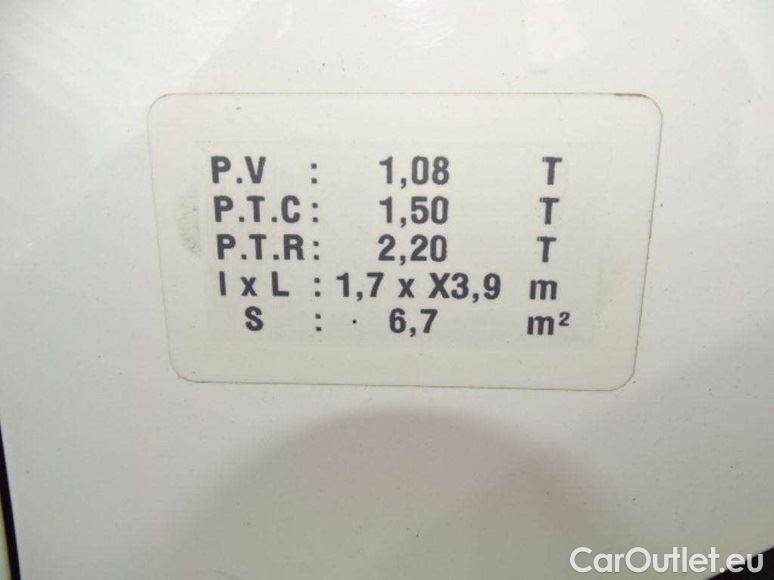 P.V : 1,08 T
P.T.C : 1,50 T
P.T.R : 2,20 T
l x L : 1,7 x X3,9 m
S : 6,7 m²
CarOutlet.eu